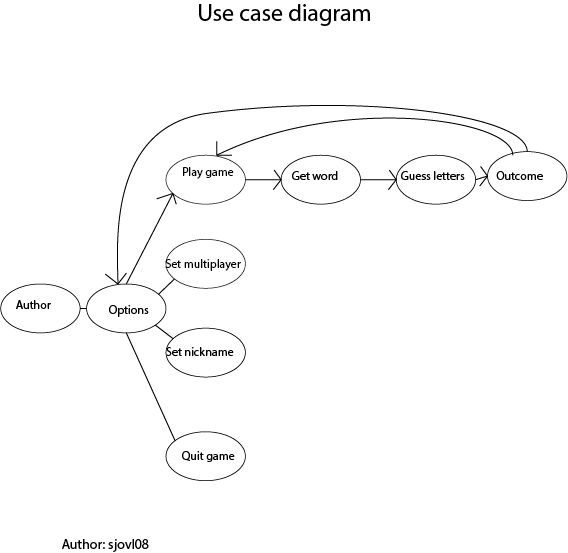 Use case diagram
Play game
Get word
Guess letters
Outcome
Set multiplayer
Author
Options
Set nickname
Quit game
Author: sjovl08